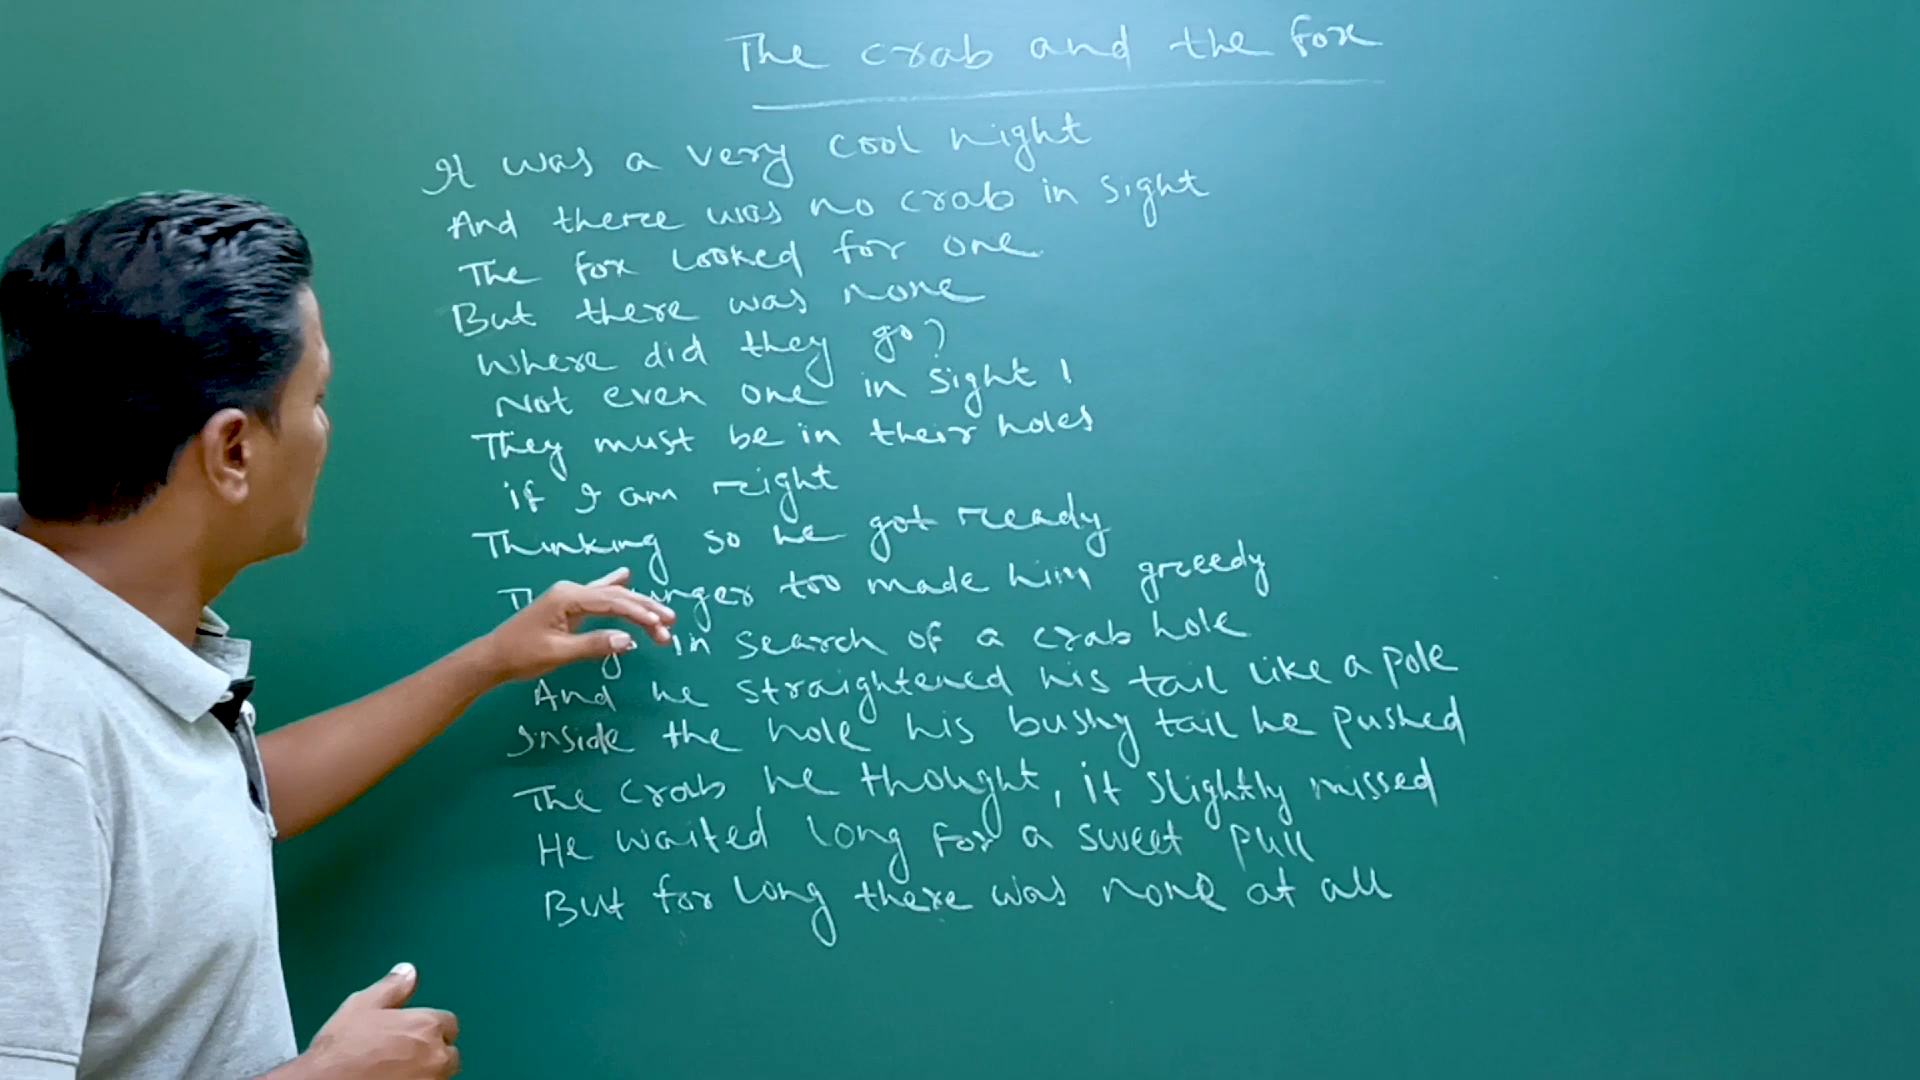 The crab and the fox
It was a very cool night
And there was no crab in sight
The fox looked for one
But there was none
Where did they go?
Not even one in sight!
They must be in their holes
if I am right
Thinking so he got ready
too made him greedy
in search of a crab hole
And he straightened his tail like a pole
Inside the hole his bushy tail he pushed
The crab he thought, it slightly missed
He waited long for a sweet pull
But for long there was none at all